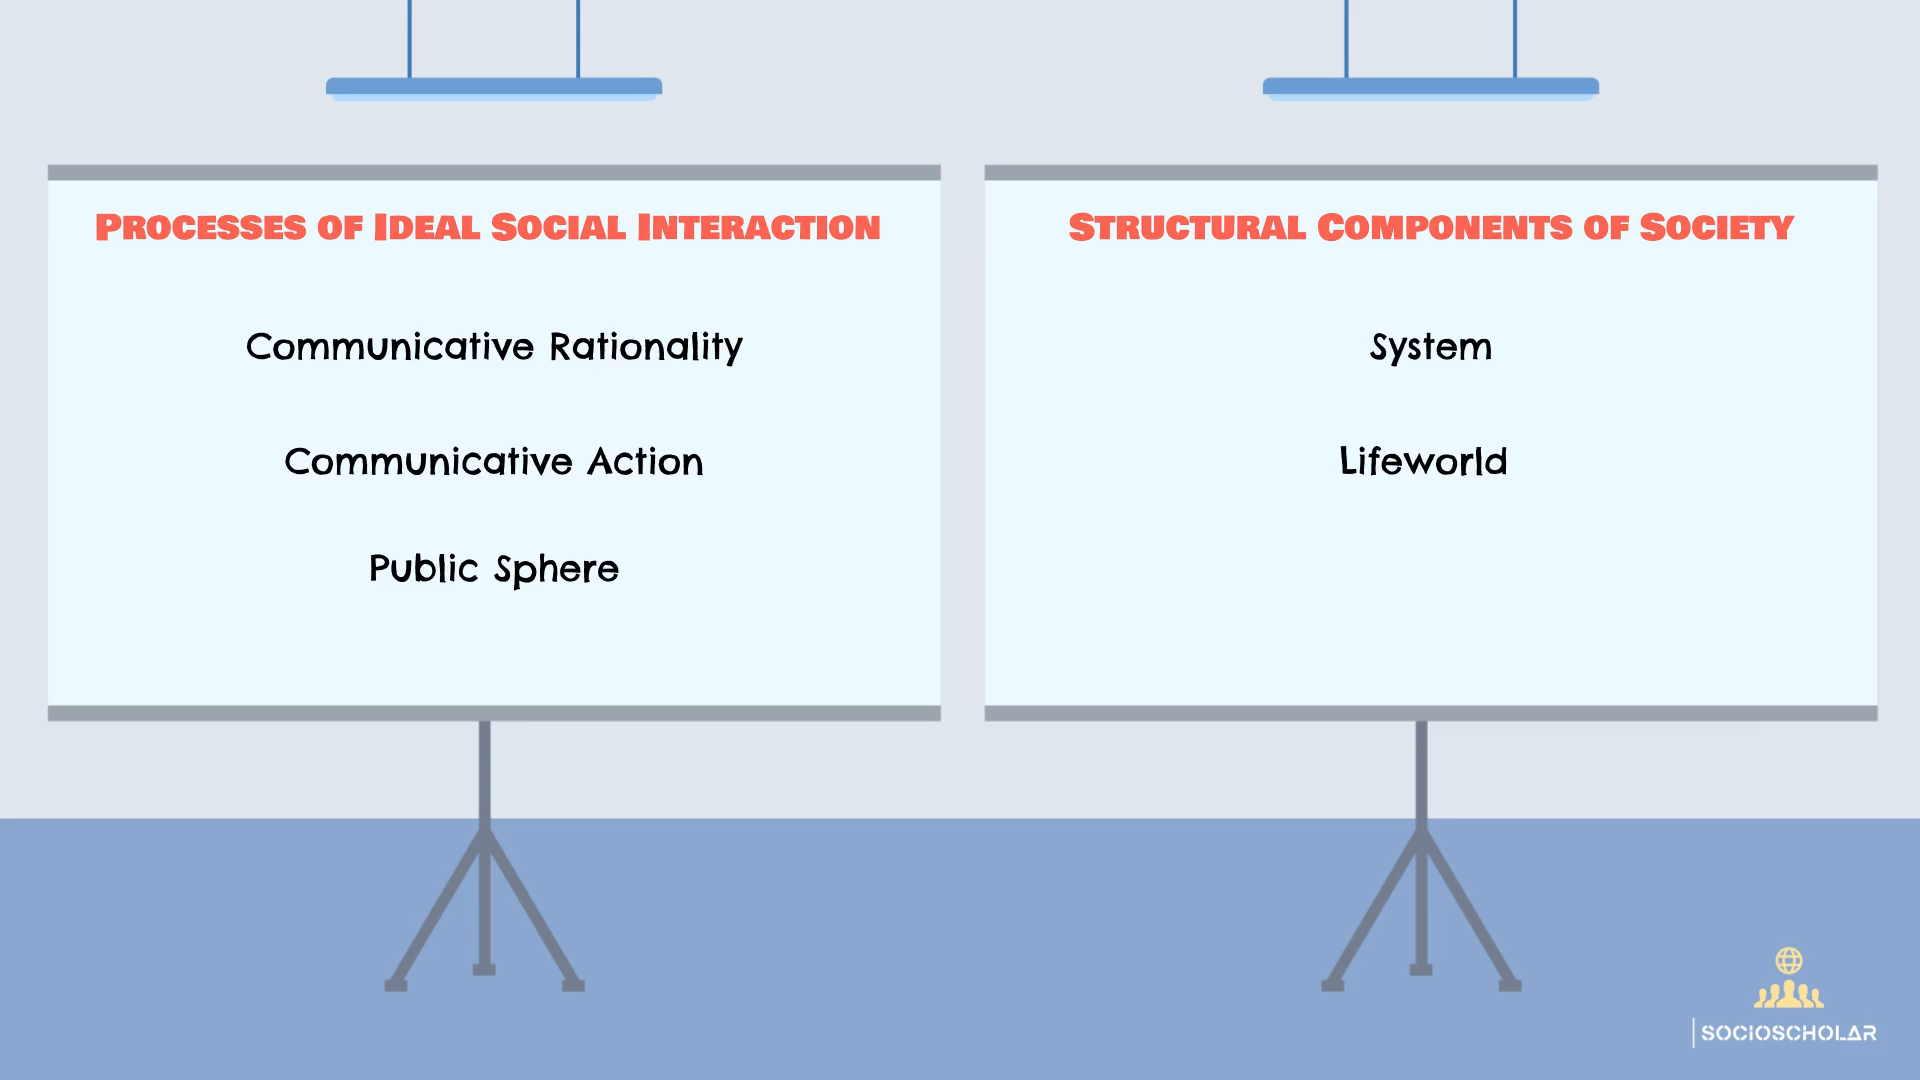 Processes of Ideal Social Interaction
Communicative Rationality
Communicative Action
Public Sphere
Structural Components of Society
System
Lifeworld
SOCIOSCHOLAR